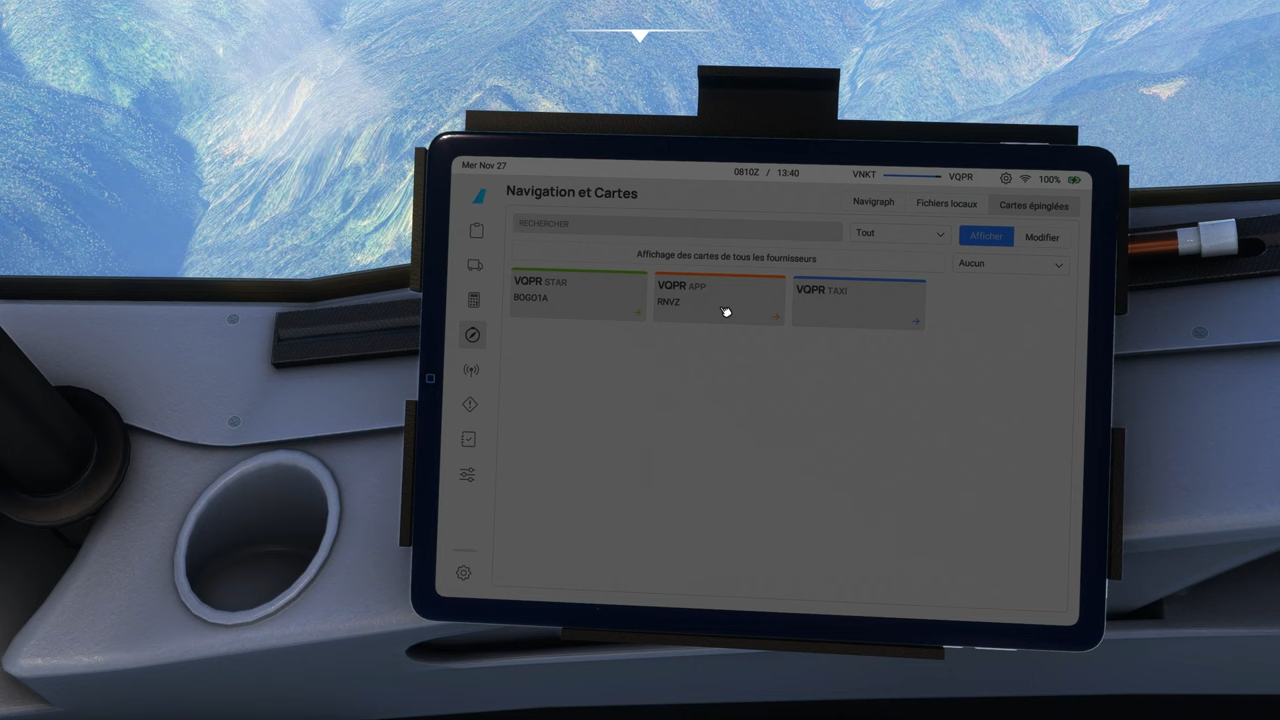 Mer Nov 27
0810Z / 13:40
VNKT VQPR
100%
Navigation et Cartes
Navigraph
Fichiers locaux
Cartes épinglées
RECHERCHER
Tout
Afficher
Modifier
Affichage des cartes de tous les fournisseurs
Aucun
VQPR STAR
BOGO1A
VQPR APP
RNVZ
VQPR TAXI